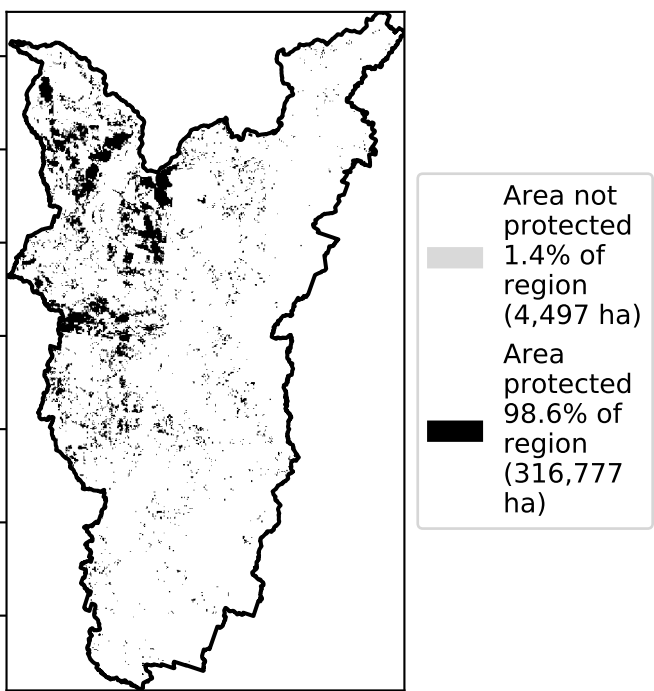 Area not
protected
1.4% of
region
(4,497 ha)
Area
protected
98.6% of
region
(316,777
ha)